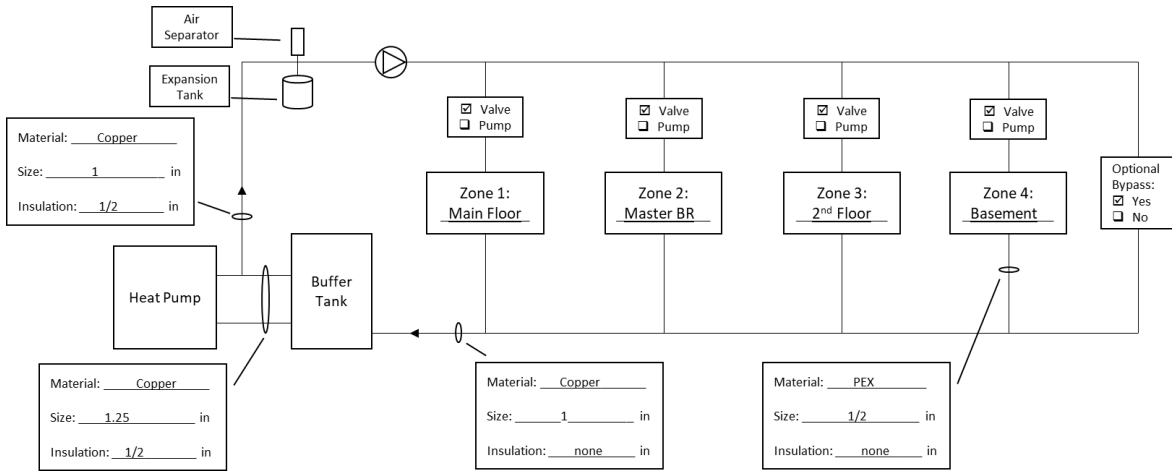 Air
Separator
Expansion
Tank
Material: Copper
Size: 1 in
Insulation: 1/2 in
☑ Valve
❑ Pump
☑ Valve
❑ Pump
☑ Valve
❑ Pump
☑ Valve
❑ Pump
Optional
Bypass:
☑ Yes
❑ No
Zone 1:
Main Floor
Zone 2:
Master BR
Zone 3:
2nd Floor
Zone 4:
Basement
Heat Pump
Buffer
Tank
Material: Copper
Size: 1.25 in
Insulation: 1/2 in
Material: Copper
Size: 1 in
Insulation: none in
Material: PEX
Size: 1/2 in
Insulation: none in